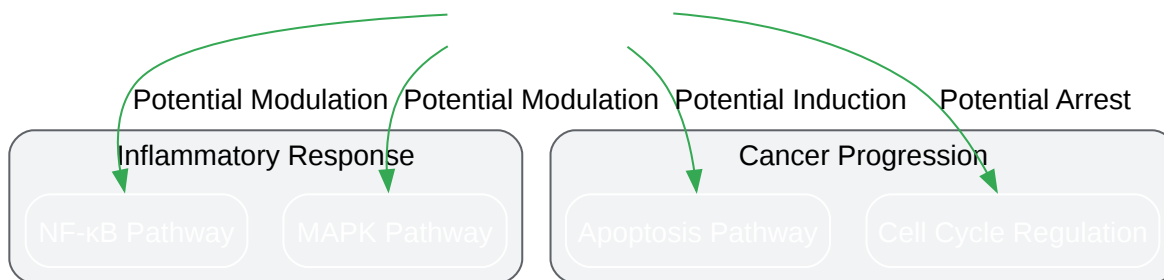 Potential Modulation
Potential Modulation
Potential Induction
Potential Arrest
Inflammatory Response
Cancer Progression
NF-κB Pathway
MAPK Pathway
Apoptosis Pathway
Cell Cycle Regulation